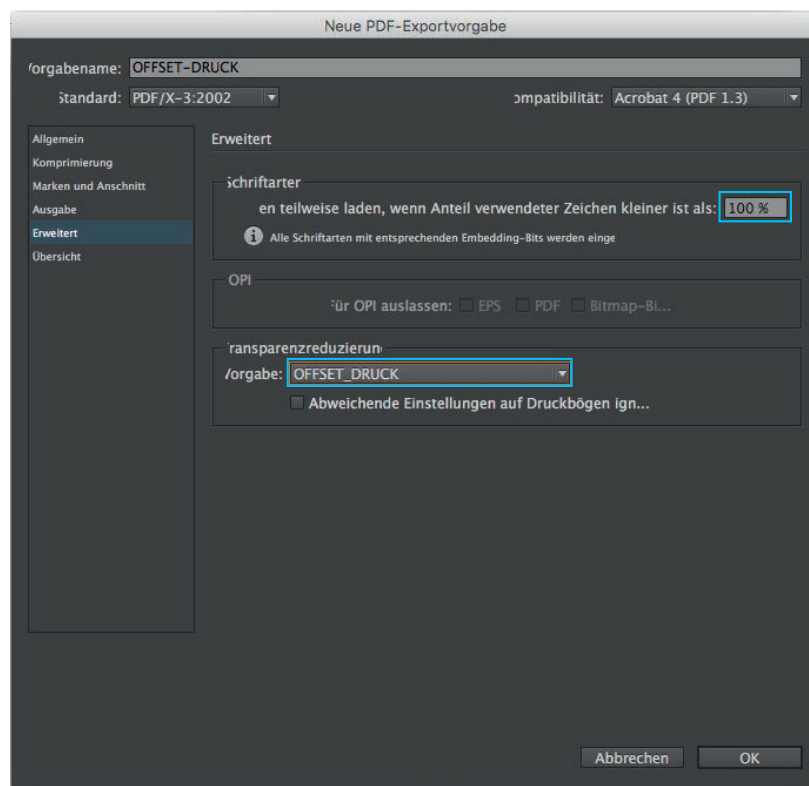 Neue PDF-Exportvorgabe
orgabename: OFFSET-DRUCK
Standard: PDF/X-3:2002 ompatibilität: Acrobat 4 (PDF 1.3)
Allgemein
Komprimierung
Marken und Anschnitt
Ausgabe
Erweitert
Übersicht
Erweitert
Schriftarter
en teilweise laden, wenn Anteil verwendeter Zeichen kleiner ist als: 100 %
Alle Schriftarten mit entsprechenden Embedding-Bits werden einge
OPI
Für OPI auslassen: EPS PDF Bitmap-Bi...
ransparenzreduzierun
Vorgabe: OFFSET_DRUCK
Abweichende Einstellungen auf Druckbögen ign...
Abbrechen OK